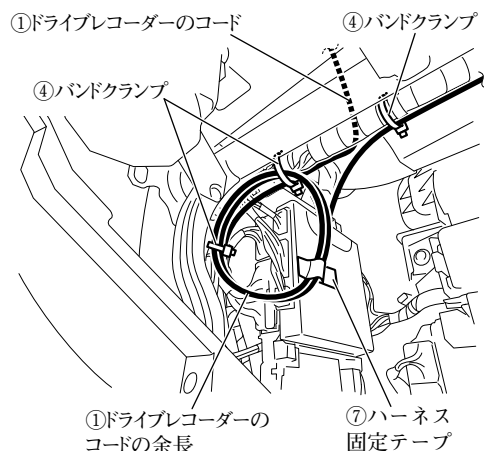 ①ドライブレコーダーのコード
④バンドクランプ
④バンドクランプ
①ドライブレコーダーの
コードの余長
⑦ハーネス
固定テープ